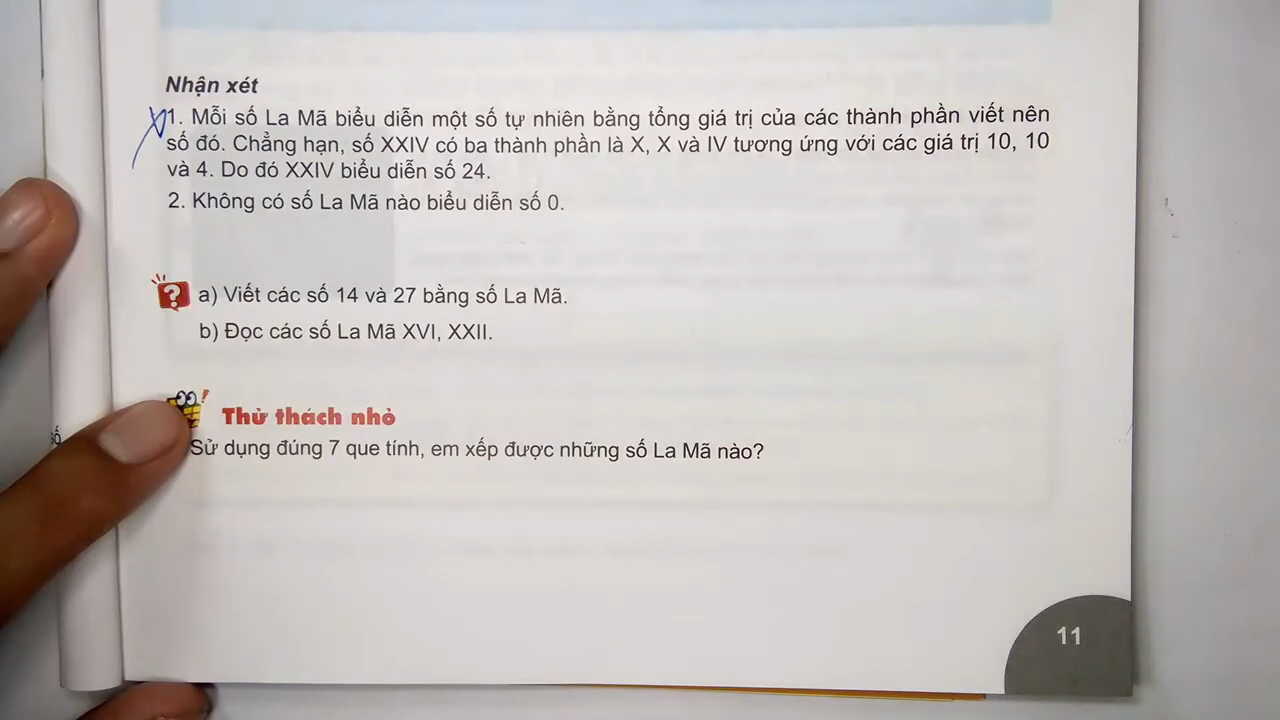 Nhận xét
1. Mỗi số La Mã biểu diễn một số tự nhiên bằng tổng giá trị của các thành phần viết nên
số đó. Chẳng hạn, số XXIV có ba thành phần là X, X và IV tương ứng với các giá trị 10, 10
và 4. Do đó XXIV biểu diễn số 24.
2. Không có số La Mã nào biểu diễn số 0.
? a) Viết các số 14 và 27 bằng số La Mã.
b) Đọc các số La Mã XVI, XXII.
! Thử thách nhỏ
Sử dụng đúng 7 que tính, em xếp được những số La Mã nào?
số
11